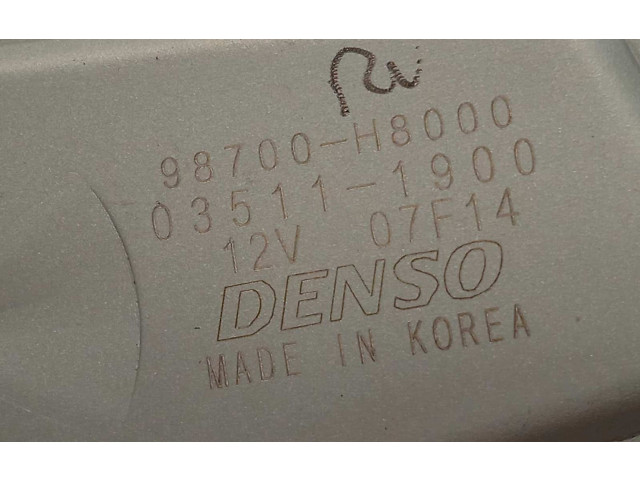 98700-H8000
03511-1900
12V 07F14
DENSO
MADE IN KOREA